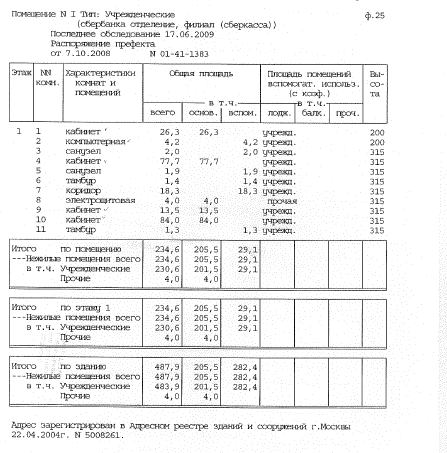 Помещение N I Тип: Учрежденческие ф.25
(сбербанка отделение, филиал (сберкасса))
Последнее обследование 17.06.2009
Распоряжение префекта
от 7.10.2008 N 01-41-1383
Этаж NN комн. Характеристики комнат и помещений Общая площадь Площадь помещений вспомогат. использ. (с коэф.) Высота
всего в т.ч. основ. вспом. в т.ч. лодж. балк. проч.
1 1 кабинет 26,3 26,3 учрежд. 200
2 компьютерная 4,2 4,2 учрежд. 200
3 санузел 2,0 2,0 учрежд. 315
4 кабинет 77,7 77,7 учрежд. 315
5 санузел 1,9 1,9 учрежд. 315
6 тамбур 1,4 1,4 учрежд. 315
7 коридор 18,3 18,3 учрежд. 315
8 электрощитовая 4,0 4,0 прочая 315
9 кабинет 13,5 13,5 учрежд. 315
10 кабинет 84,0 84,0 учрежд. 315
11 тамбур 1,3 1,3 учрежд. 315
Итого по помещению 234,6 205,5 29,1
---Нежилые помещения всего 234,6 205,5 29,1
в т.ч. Учрежденческие 230,6 201,5 29,1
Прочие 4,0 4,0
Итого по этажу 1 234,6 205,5 29,1
---Нежилые помещения всего 234,6 205,5 29,1
в т.ч. Учрежденческие 230,6 201,5 29,1
Прочие 4,0 4,0
Итого по зданию 487,9 205,5 282,4
---Нежилые помещения всего 487,9 205,5 282,4
в т.ч. Учрежденческие 483,9 201,5 282,4
Прочие 4,0 4,0
Адрес зарегистрирован в Адресном реестре зданий и сооружений г.Москвы
22.04.2004г. N 5008261.